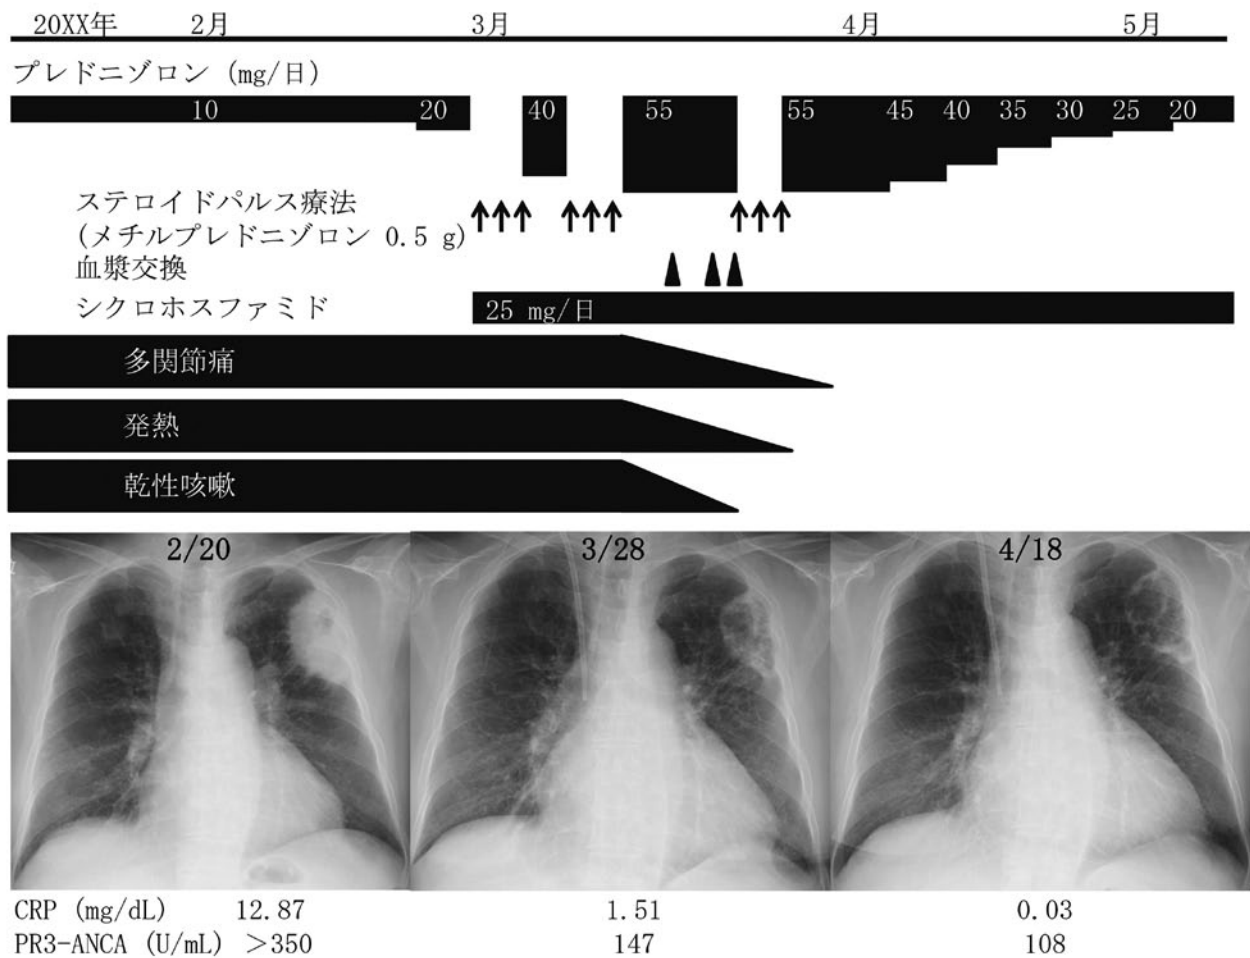 20XX年 2月 3月 4月 5月
プレドニゾロン (mg/日)
10 20 40 55 55 45 40 35 30 25 20
ステロイドパルス療法
(メチルプレドニゾロン 0.5 g)
血漿交換
シクロホスファミド 25 mg/日
多関節痛
発熱
乾性咳嗽
2/20 3/28 4/18
CRP (mg/dL) 12.87 1.51 0.03
PR3-ANCA (U/mL) >350 147 108